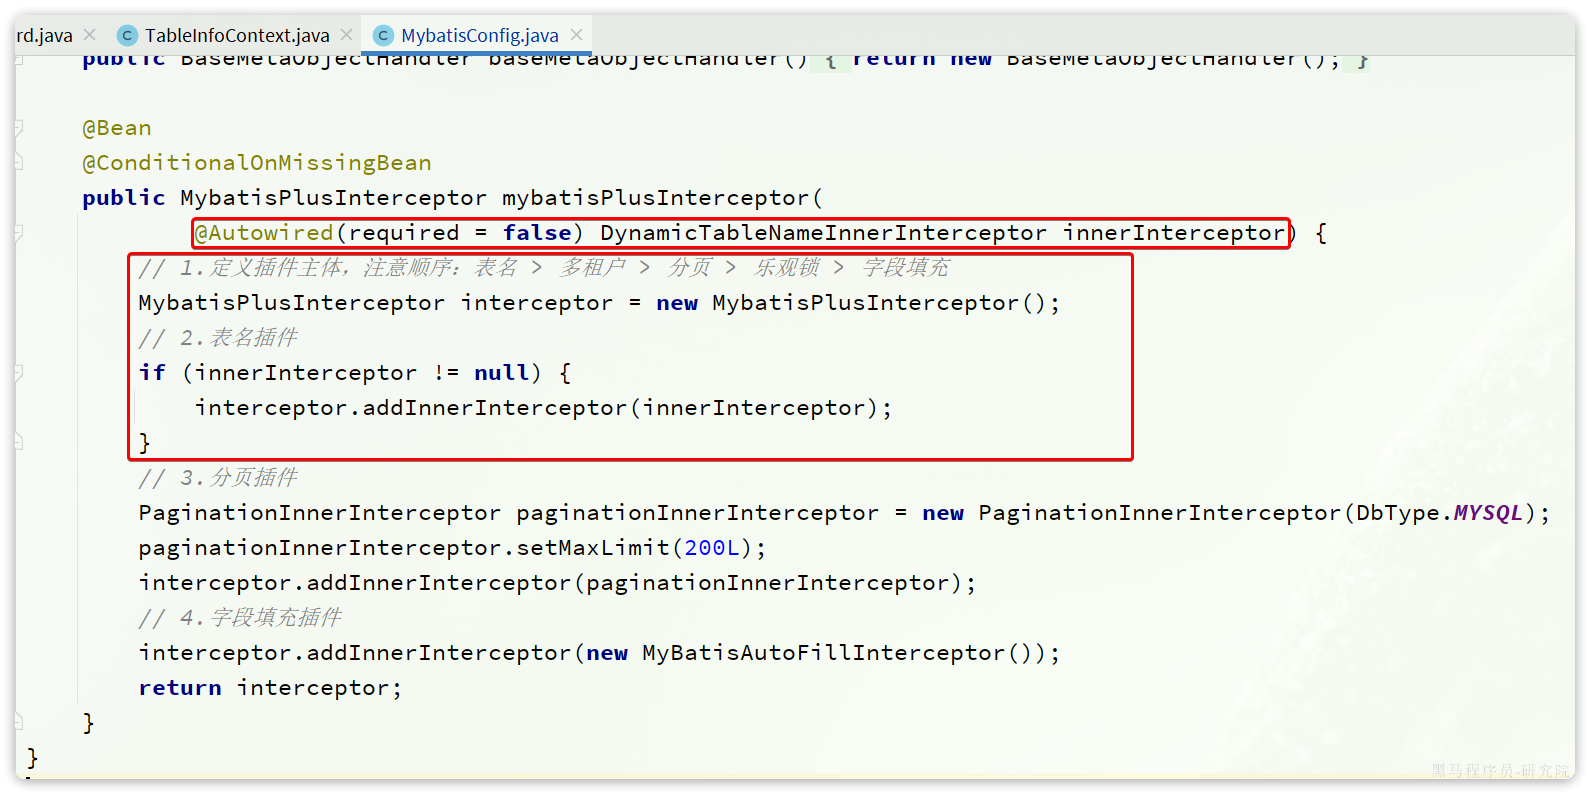 rd.java × C TableInfoContext.java × C MybatisConfig.java ×
public BaseMetaObjectHandler baseMetaObjectHandler() { return new BaseMetaObjectHandler(); }
@Bean
@ConditionalOnMissingBean
public MybatisPlusInterceptor mybatisPlusInterceptor(
@Autowired(required = false) DynamicTableNameInnerInterceptor innerInterceptor) {
// 1.定义插件主体，注意顺序：表名 > 多租户 > 分页 > 乐观锁 > 字段填充
MybatisPlusInterceptor interceptor = new MybatisPlusInterceptor();
// 2.表名插件
if (innerInterceptor != null) {
interceptor.addInnerInterceptor(innerInterceptor);
}
// 3.分页插件
PaginationInnerInterceptor paginationInnerInterceptor = new PaginationInnerInterceptor(DbType.MYSQL);
paginationInnerInterceptor.setMaxLimit(200L);
interceptor.addInnerInterceptor(paginationInnerInterceptor);
// 4.字段填充插件
interceptor.addInnerInterceptor(new MyBatisAutoFillInterceptor());
return interceptor;
}
}
黑马程序员-研究院